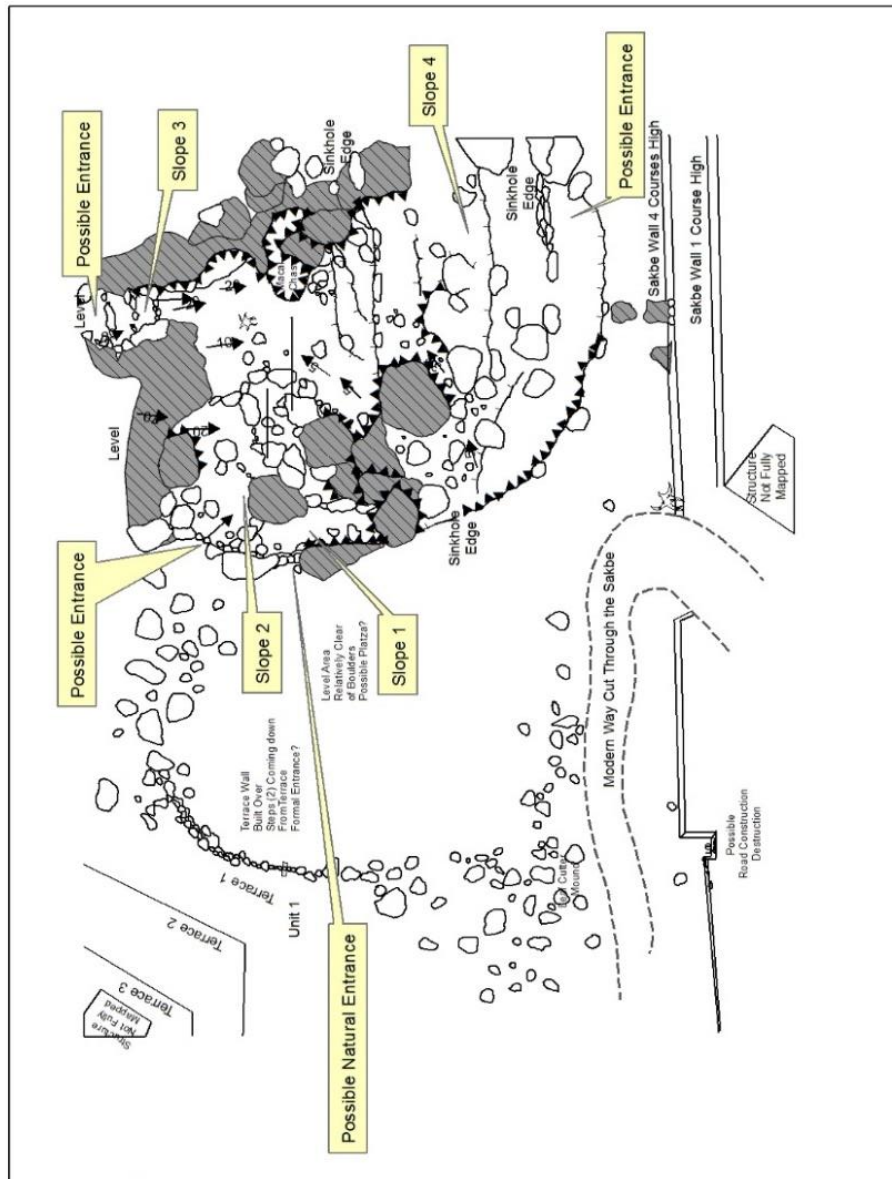 Structure
Not Fully
Mapped
Terrace 3
Terrace 2
Terrace 1
Unit 1
Terrace Wall
Built Over
Steps (2) Coming down
From Terrace
Formal Entrance?
Possible Natural Entrance
Possible Entrance
Slope 2
Level Area
Relatively Clear
of Boulders
Possible Platza?
Slope 1
Level
Level
Possible Entrance
Slope 3
Sinkhole
Edge
Slope 4
Sinkhole
Edge
Possible Entrance
Sinkhole
Edge
Sakbe Wall 4 Courses High
Sakbe Wall 1 Course High
Structure
Not Fully
Mapped
Modern Way Cut Through the Sakbe
Leaf Cutter
Mound
Possible
Road Construction
Destruction